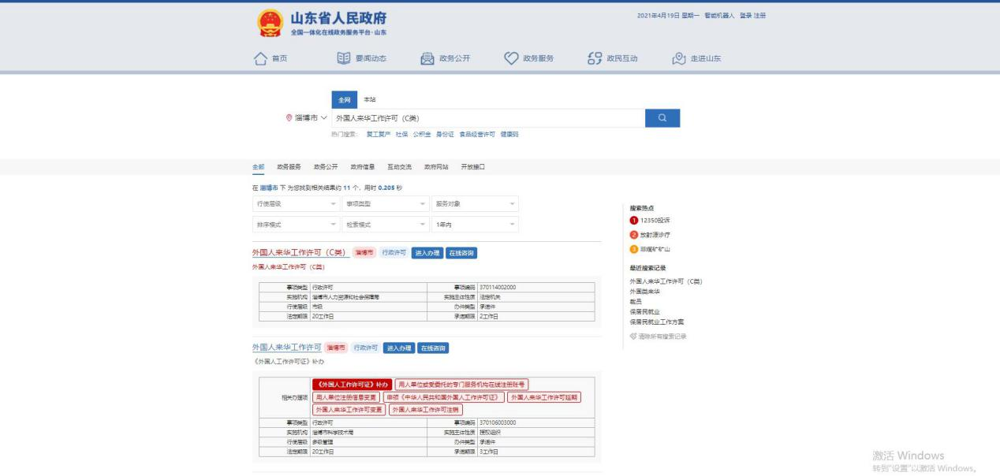 山东省人民政府
全国一体化在线政务服务平台·山东
2021年4月19日 星期一 智能机器人 登录 注册
首页 要闻动态 政务公开 政务服务 政民互动 走进山东
全网 本站
淄博市 外国人来华工作许可（C类）
热门搜索: 复工复产 社保 公积金 身份证 食品经营许可 健康码
全部 政务服务 政务公开 政府信息 互动交流 政府网站 开放接口
在 淄博市 下 为您找到相关结果约 11 个，用时 0.205 秒
行使层级 事项类型 服务对象
排序模式 检索模式 1年内
外国人来华工作许可（C类） 淄博市 行政许可 进入办理 在线咨询
外国人来华工作许可（C类）
事项类型 行政许可 事项编码 370114002000
实施机构 淄博市人力资源和社会保障局 实施主体性质 法定机关
行使层级 市级 办件类型 承诺件
法定期限 20工作日 承诺期限 2工作日
外国人来华工作许可 淄博市 行政许可 进入办理 在线咨询
《外国人工作许可证》补办
相关办理项 《外国人工作许可证》补办 用人单位或受委托的专门服务机构在线注册账号
用人单位注册信息变更 申领《中华人民共和国外国人工作许可证》 外国人来华工作许可延期
外国人来华工作许可变更 外国人来华工作许可注销
事项类型 行政许可 事项编码 370106003000
实施机构 淄博市科学技术局 实施主体性质 授权组织
行使层级 多级管理 办件类型 承诺件
法定期限 20工作日 承诺期限 3工作日
搜索热点
1 12350投诉
2 放射源诊疗
3 非煤矿矿山
最近搜索记录
外国人来华工作许可（C类）
外国类来华
裁员
保居民就业
保居民就业工作方案
清除所有搜索记录
激活 Windows
转到"设置"以激活 Windows。